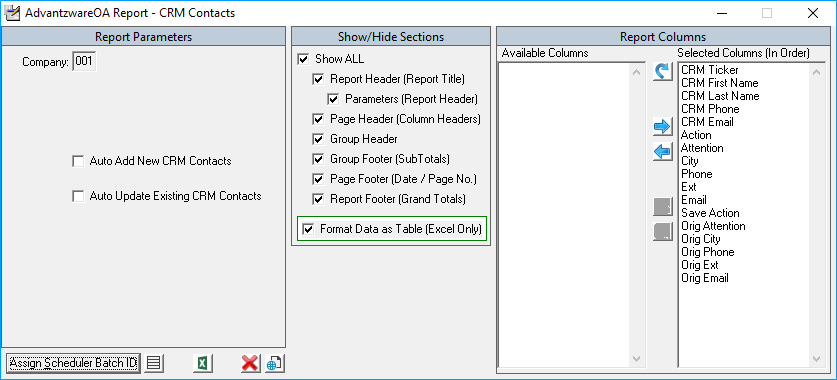 AdvantzwareOA Report - CRM Contacts
Report Parameters
Company: 001
Auto Add New CRM Contacts
Auto Update Existing CRM Contacts
Show/Hide Sections
Show ALL
Report Header (Report Title)
Parameters (Report Header)
Page Header (Column Headers)
Group Header
Group Footer (SubTotals)
Page Footer (Date / Page No.)
Report Footer (Grand Totals)
Format Data as Table (Excel Only)
Report Columns
Available Columns
Selected Columns (In Order)
CRM Ticker
CRM First Name
CRM Last Name
CRM Phone
CRM Email
Action
Attention
City
Phone
Ext
Email
Save Action
Orig Attention
Orig City
Orig Phone
Orig Ext
Orig Email
Assign Scheduler Batch ID